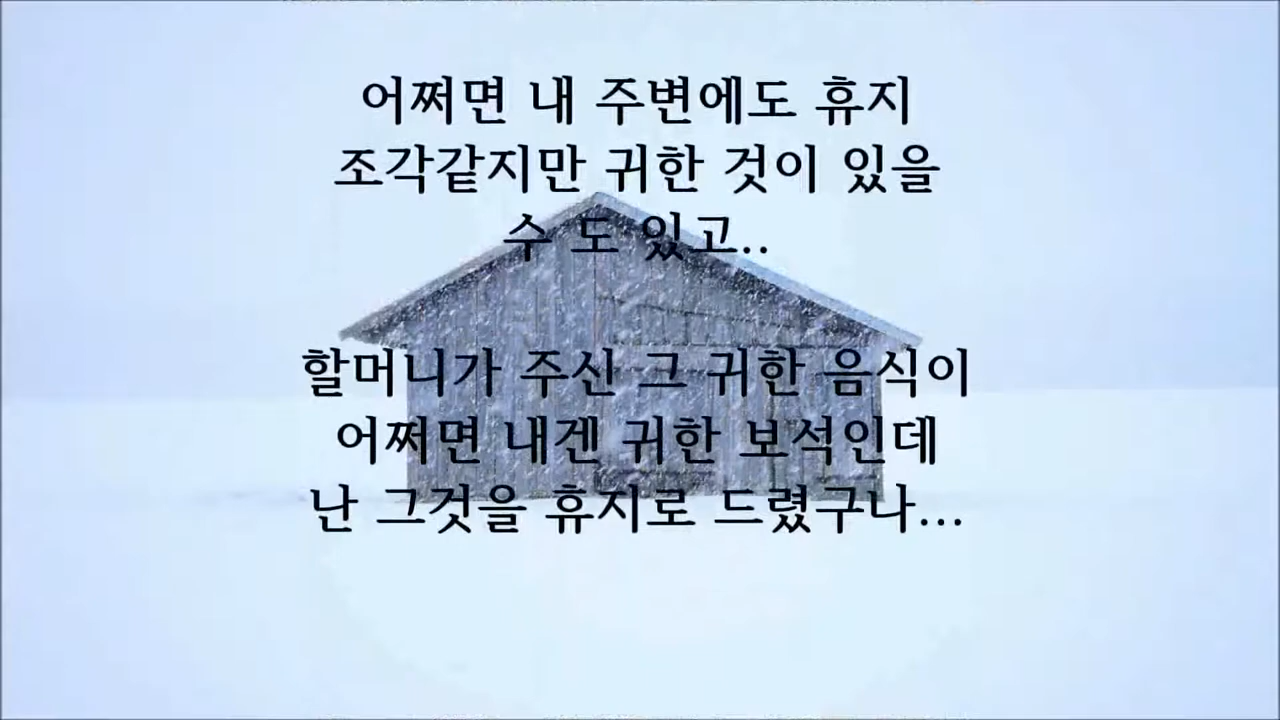 어쩌면 내 주변에도 휴지
조각같지만 귀한 것이 있을
수 도 있고..
할머니가 주신 그 귀한 음식이
어쩌면 내겐 귀한 보석인데
난 그것을 휴지로 드렸구나...